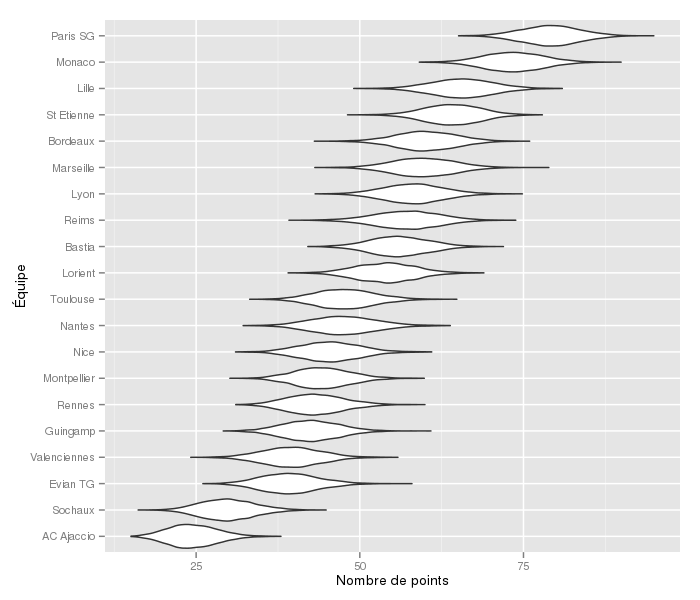 Paris SG
Monaco
Lille
St Etienne
Bordeaux
Marseille
Lyon
Reims
Bastia
Lorient
Toulouse
Nantes
Nice
Montpellier
Rennes
Guingamp
Valenciennes
Evian TG
Sochaux
AC Ajaccio
Équipe
25 50 75
Nombre de points